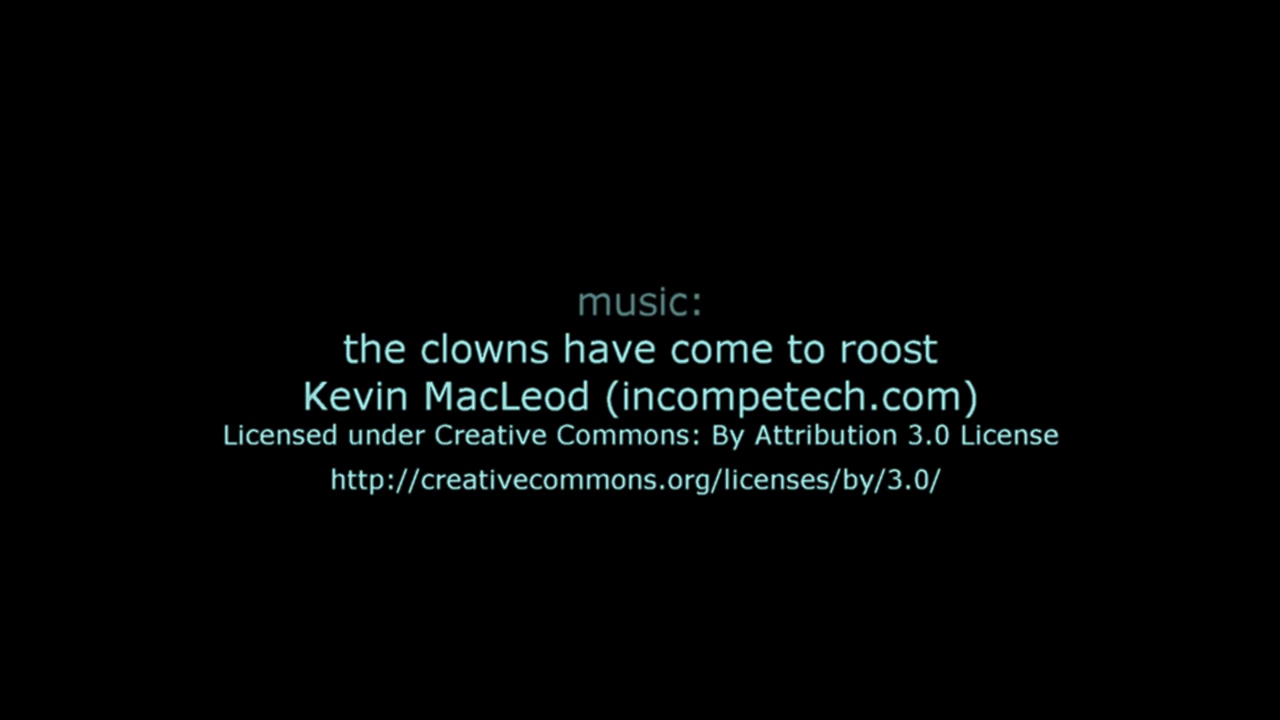 music:
the clowns have come to roost
Kevin MacLeod (incompetech.com)
Licensed under Creative Commons: By Attribution 3.0 License
http://creativecommons.org/licenses/by/3.0/